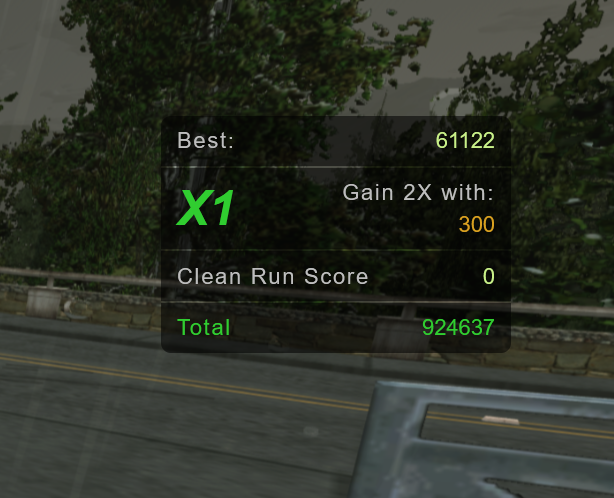 Best: 61122
X1
Gain 2X with:
300
Clean Run Score 0
Total 924637